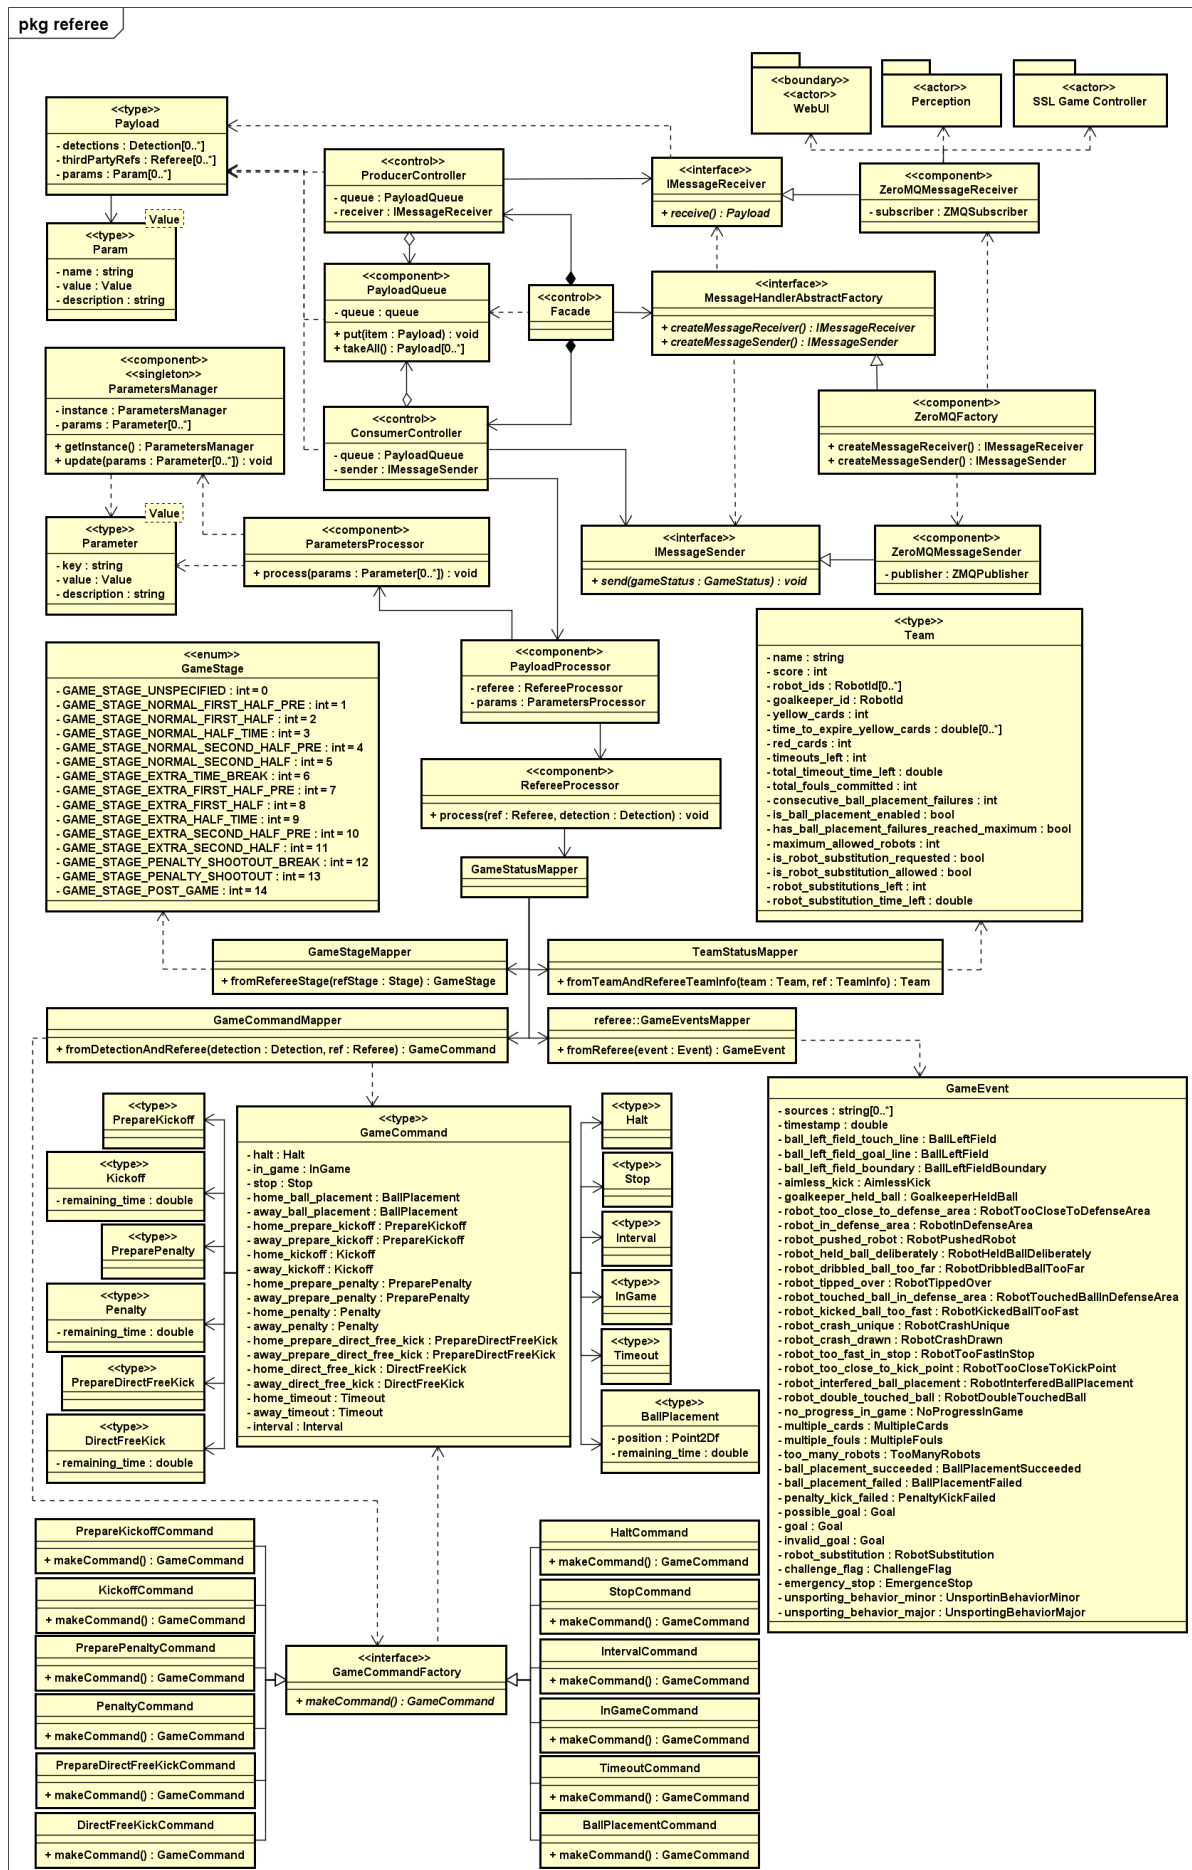 pkg referee
<<boundary>>
<<actor>>
WebUI
<<actor>>
Perception
<<actor>>
SSL Game Controller
<<type>>
Payload
- detections : Detection[0..*]
- thirdPartyRefs : Referee[0..*]
- params : Param[0..*]
<<control>>
ProducerController
- queue : PayloadQueue
- receiver : IMessageReceiver
<<interface>>
IMessageReceiver
+ receive() : Payload
<<component>>
ZeroMQMessageReceiver
- subscriber : ZMQSubscriber
Value
<<type>>
Param
- name : string
- value : Value
- description : string
<<component>>
PayloadQueue
- queue : queue
+ put(item : Payload) : void
+ takeAll() : Payload[0..*]
<<control>>
Facade
<<interface>>
MessageHandlerAbstractFactory
+ createMessageReceiver() : IMessageReceiver
+ createMessageSender() : IMessageSender
<<component>>
<<singleton>>
ParametersManager
- instance : ParametersManager
- params : Parameter[0..*]
+ getInstance() : ParametersManager
+ update(params : Parameter[0..*]) : void
<<control>>
ConsumerController
- queue : PayloadQueue
- sender : IMessageSender
<<component>>
ZeroMQFactory
+ createMessageReceiver() : IMessageReceiver
+ createMessageSender() : IMessageSender
Value
<<type>>
Parameter
- key : string
- value : Value
- description : string
<<component>>
ParametersProcessor
+ process(params : Parameter[0..*]) : void
<<interface>>
IMessageSender
+ send(gameStatus : GameStatus) : void
<<component>>
ZeroMQMessageSender
- publisher : ZMQPublisher
<<enum>>
GameStage
- GAME_STAGE_UNSPECIFIED : int = 0
- GAME_STAGE_NORMAL_FIRST_HALF_PRE : int = 1
- GAME_STAGE_NORMAL_FIRST_HALF : int = 2
- GAME_STAGE_NORMAL_HALF_TIME : int = 3
- GAME_STAGE_NORMAL_SECOND_HALF_PRE : int = 4
- GAME_STAGE_NORMAL_SECOND_HALF : int = 5
- GAME_STAGE_EXTRA_TIME_BREAK : int = 6
- GAME_STAGE_EXTRA_FIRST_HALF_PRE : int = 7
- GAME_STAGE_EXTRA_FIRST_HALF : int = 8
- GAME_STAGE_EXTRA_HALF_TIME : int = 9
- GAME_STAGE_EXTRA_SECOND_HALF_PRE : int = 10
- GAME_STAGE_EXTRA_SECOND_HALF : int = 11
- GAME_STAGE_PENALTY_SHOOTOUT_BREAK : int = 12
- GAME_STAGE_PENALTY_SHOOTOUT : int = 13
- GAME_STAGE_POST_GAME : int = 14
<<component>>
PayloadProcessor
- referee : RefereeProcessor
- params : ParametersProcessor
<<component>>
RefereeProcessor
+ process(ref : Referee, detection : Detection) : void
GameStatusMapper
<<type>>
Team
- name : string
- score : int
- robot_ids : RobotId[0..*]
- goalkeeper_id : RobotId
- yellow_cards : int
- time_to_expire_yellow_cards : double[0..*]
- red_cards : int
- timeouts_left : int
- total_timeout_time_left : double
- total_fouls_committed : int
- consecutive_ball_placement_failures : int
- is_ball_placement_enabled : bool
- has_ball_placement_failures_reached_maximum : bool
- maximum_allowed_robots : int
- is_robot_substitution_requested : bool
- is_robot_substitution_allowed : bool
- robot_substitutions_left : int
- robot_substitution_time_left : double
GameStageMapper
+ fromRefereeStage(refStage : Stage) : GameStage
TeamStatusMapper
+ fromTeamAndRefereeTeamInfo(team : Team, ref : TeamInfo) : Team
GameCommandMapper
+ fromDetectionAndReferee(detection : Detection, ref : Referee) : GameCommand
referee::GameEventsMapper
+ fromReferee(event : Event) : GameEvent
<<type>>
PrepareKickoff
<<type>>
Kickoff
- remaining_time : double
<<type>>
PreparePenalty
<<type>>
Penalty
- remaining_time : double
<<type>>
PrepareDirectFreeKick
<<type>>
DirectFreeKick
- remaining_time : double
<<type>>
GameCommand
- halt : Halt
- in_game : InGame
- stop : Stop
- home_ball_placement : BallPlacement
- away_ball_placement : BallPlacement
- home_prepare_kickoff : PrepareKickoff
- away_prepare_kickoff : PrepareKickoff
- home_kickoff : Kickoff
- away_kickoff : Kickoff
- home_prepare_penalty : PreparePenalty
- away_prepare_penalty : PreparePenalty
- home_penalty : Penalty
- away_penalty : Penalty
- home_prepare_direct_free_kick : PrepareDirectFreeKick
- away_prepare_direct_free_kick : PrepareDirectFreeKick
- home_direct_free_kick : DirectFreeKick
- away_direct_free_kick : DirectFreeKick
- home_timeout : Timeout
- away_timeout : Timeout
- interval : Interval
<<type>>
Halt
<<type>>
Stop
<<type>>
Interval
<<type>>
InGame
<<type>>
Timeout
<<type>>
BallPlacement
- position : Point2Df
- remaining_time : double
GameEvent
- sources : string[0..*]
- timestamp : double
- ball_left_field_touch_line : BallLeftField
- ball_left_field_goal_line : BallLeftField
- ball_left_field_boundary : BallLeftFieldBoundary
- aimless_kick : AimlessKick
- goalkeeper_held_ball : GoalkeeperHeldBall
- robot_too_close_to_defense_area : RobotTooCloseToDefenseArea
- robot_in_defense_area : RobotInDefenseArea
- robot_pushed_robot : RobotPushedRobot
- robot_held_ball_deliberately : RobotHeldBallDeliberately
- robot_dribbled_ball_too_far : RobotDribbledBallTooFar
- robot_tipped_over : RobotTippedOver
- robot_touched_ball_in_defense_area : RobotTouchedBallInDefenseArea
- robot_kicked_ball_too_fast : RobotKickedBallTooFast
- robot_crash_unique : RobotCrashUnique
- robot_crash_drawn : RobotCrashDrawn
- robot_too_fast_in_stop : RobotTooFastInStop
- robot_too_close_to_kick_point : RobotTooCloseToKickPoint
- robot_interfered_ball_placement : RobotInterferedBallPlacement
- robot_double_touched_ball : RobotDoubleTouchedBall
- no_progress_in_game : NoProgressInGame
- multiple_cards : MultipleCards
- multiple_fouls : MultipleFouls
- too_many_robots : TooManyRobots
- ball_placement_succeeded : BallPlacementSucceeded
- ball_placement_failed : BallPlacementFailed
- penalty_kick_failed : PenaltyKickFailed
- possible_goal : Goal
- goal : Goal
- invalid_goal : Goal
- robot_substitution : RobotSubstitution
- challenge_flag : ChallengeFlag
- emergency_stop : EmergenceStop
- unsporting_behavior_minor : UnsportinBehaviorMinor
- unsporting_behavior_major : UnsportingBehaviorMajor
PrepareKickoffCommand
+ makeCommand() : GameCommand
KickoffCommand
+ makeCommand() : GameCommand
PreparePenaltyCommand
+ makeCommand() : GameCommand
PenaltyCommand
+ makeCommand() : GameCommand
PrepareDirectFreeKickCommand
+ makeCommand() : GameCommand
DirectFreeKickCommand
+ makeCommand() : GameCommand
<<interface>>
GameCommandFactory
+ makeCommand() : GameCommand
HaltCommand
+ makeCommand() : GameCommand
StopCommand
+ makeCommand() : GameCommand
IntervalCommand
+ makeCommand() : GameCommand
InGameCommand
+ makeCommand() : GameCommand
TimeoutCommand
+ makeCommand() : GameCommand
BallPlacementCommand
+ makeCommand() : GameCommand